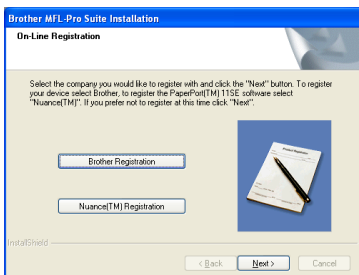 Brother MFL-Pro Suite Installation
On-Line Registration
Select the company you would like to register with and click the "Next" button. To register
your device select Brother, to register the PaperPort(TM) 11SE software select
"Nuance(TM)". If you prefer not to register at this time click "Next".
Brother Registration
Product Registration
Nuance(TM) Registration
InstallShield
< Back
Next >
Cancel